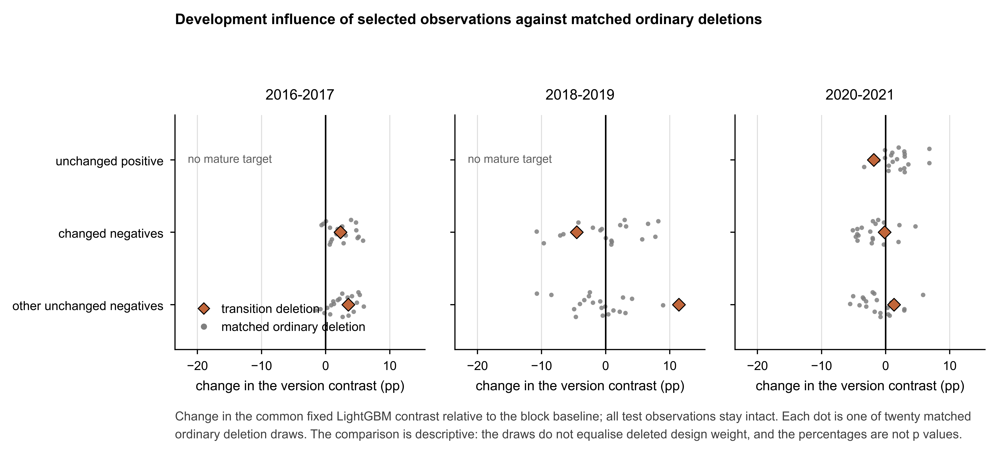 Development influence of selected observations against matched ordinary deletions
2016-2017
2018-2019
2020-2021
unchanged positive
no mature target
no mature target
changed negatives
other unchanged negatives
transition deletion
matched ordinary deletion
−20 −10 0 10
−20 −10 0 10
−20 −10 0 10
change in the version contrast (pp)
change in the version contrast (pp)
change in the version contrast (pp)
Change in the common fixed LightGBM contrast relative to the block baseline; all test observations stay intact. Each dot is one of twenty matched
ordinary deletion draws. The comparison is descriptive: the draws do not equalise deleted design weight, and the percentages are not p values.